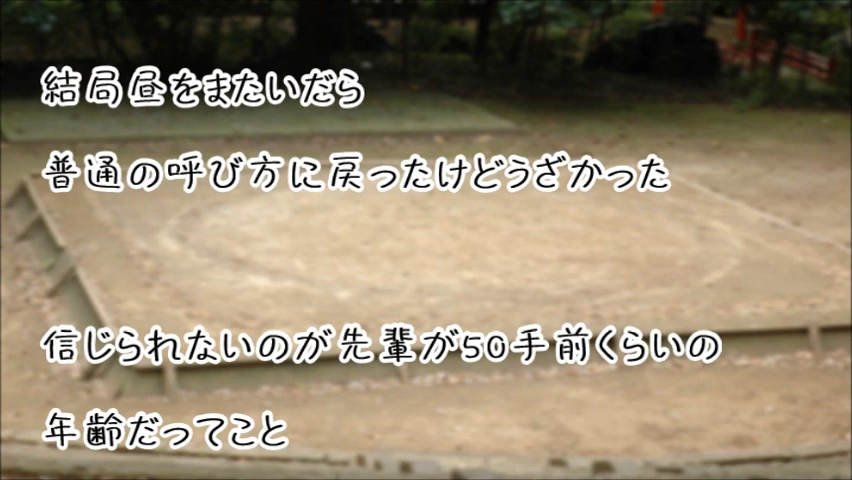 結局昼をまたいだら
普通の呼び方に戻ったけどうざかった
信じられないのが先輩が50手前くらいの
年齢だってこと